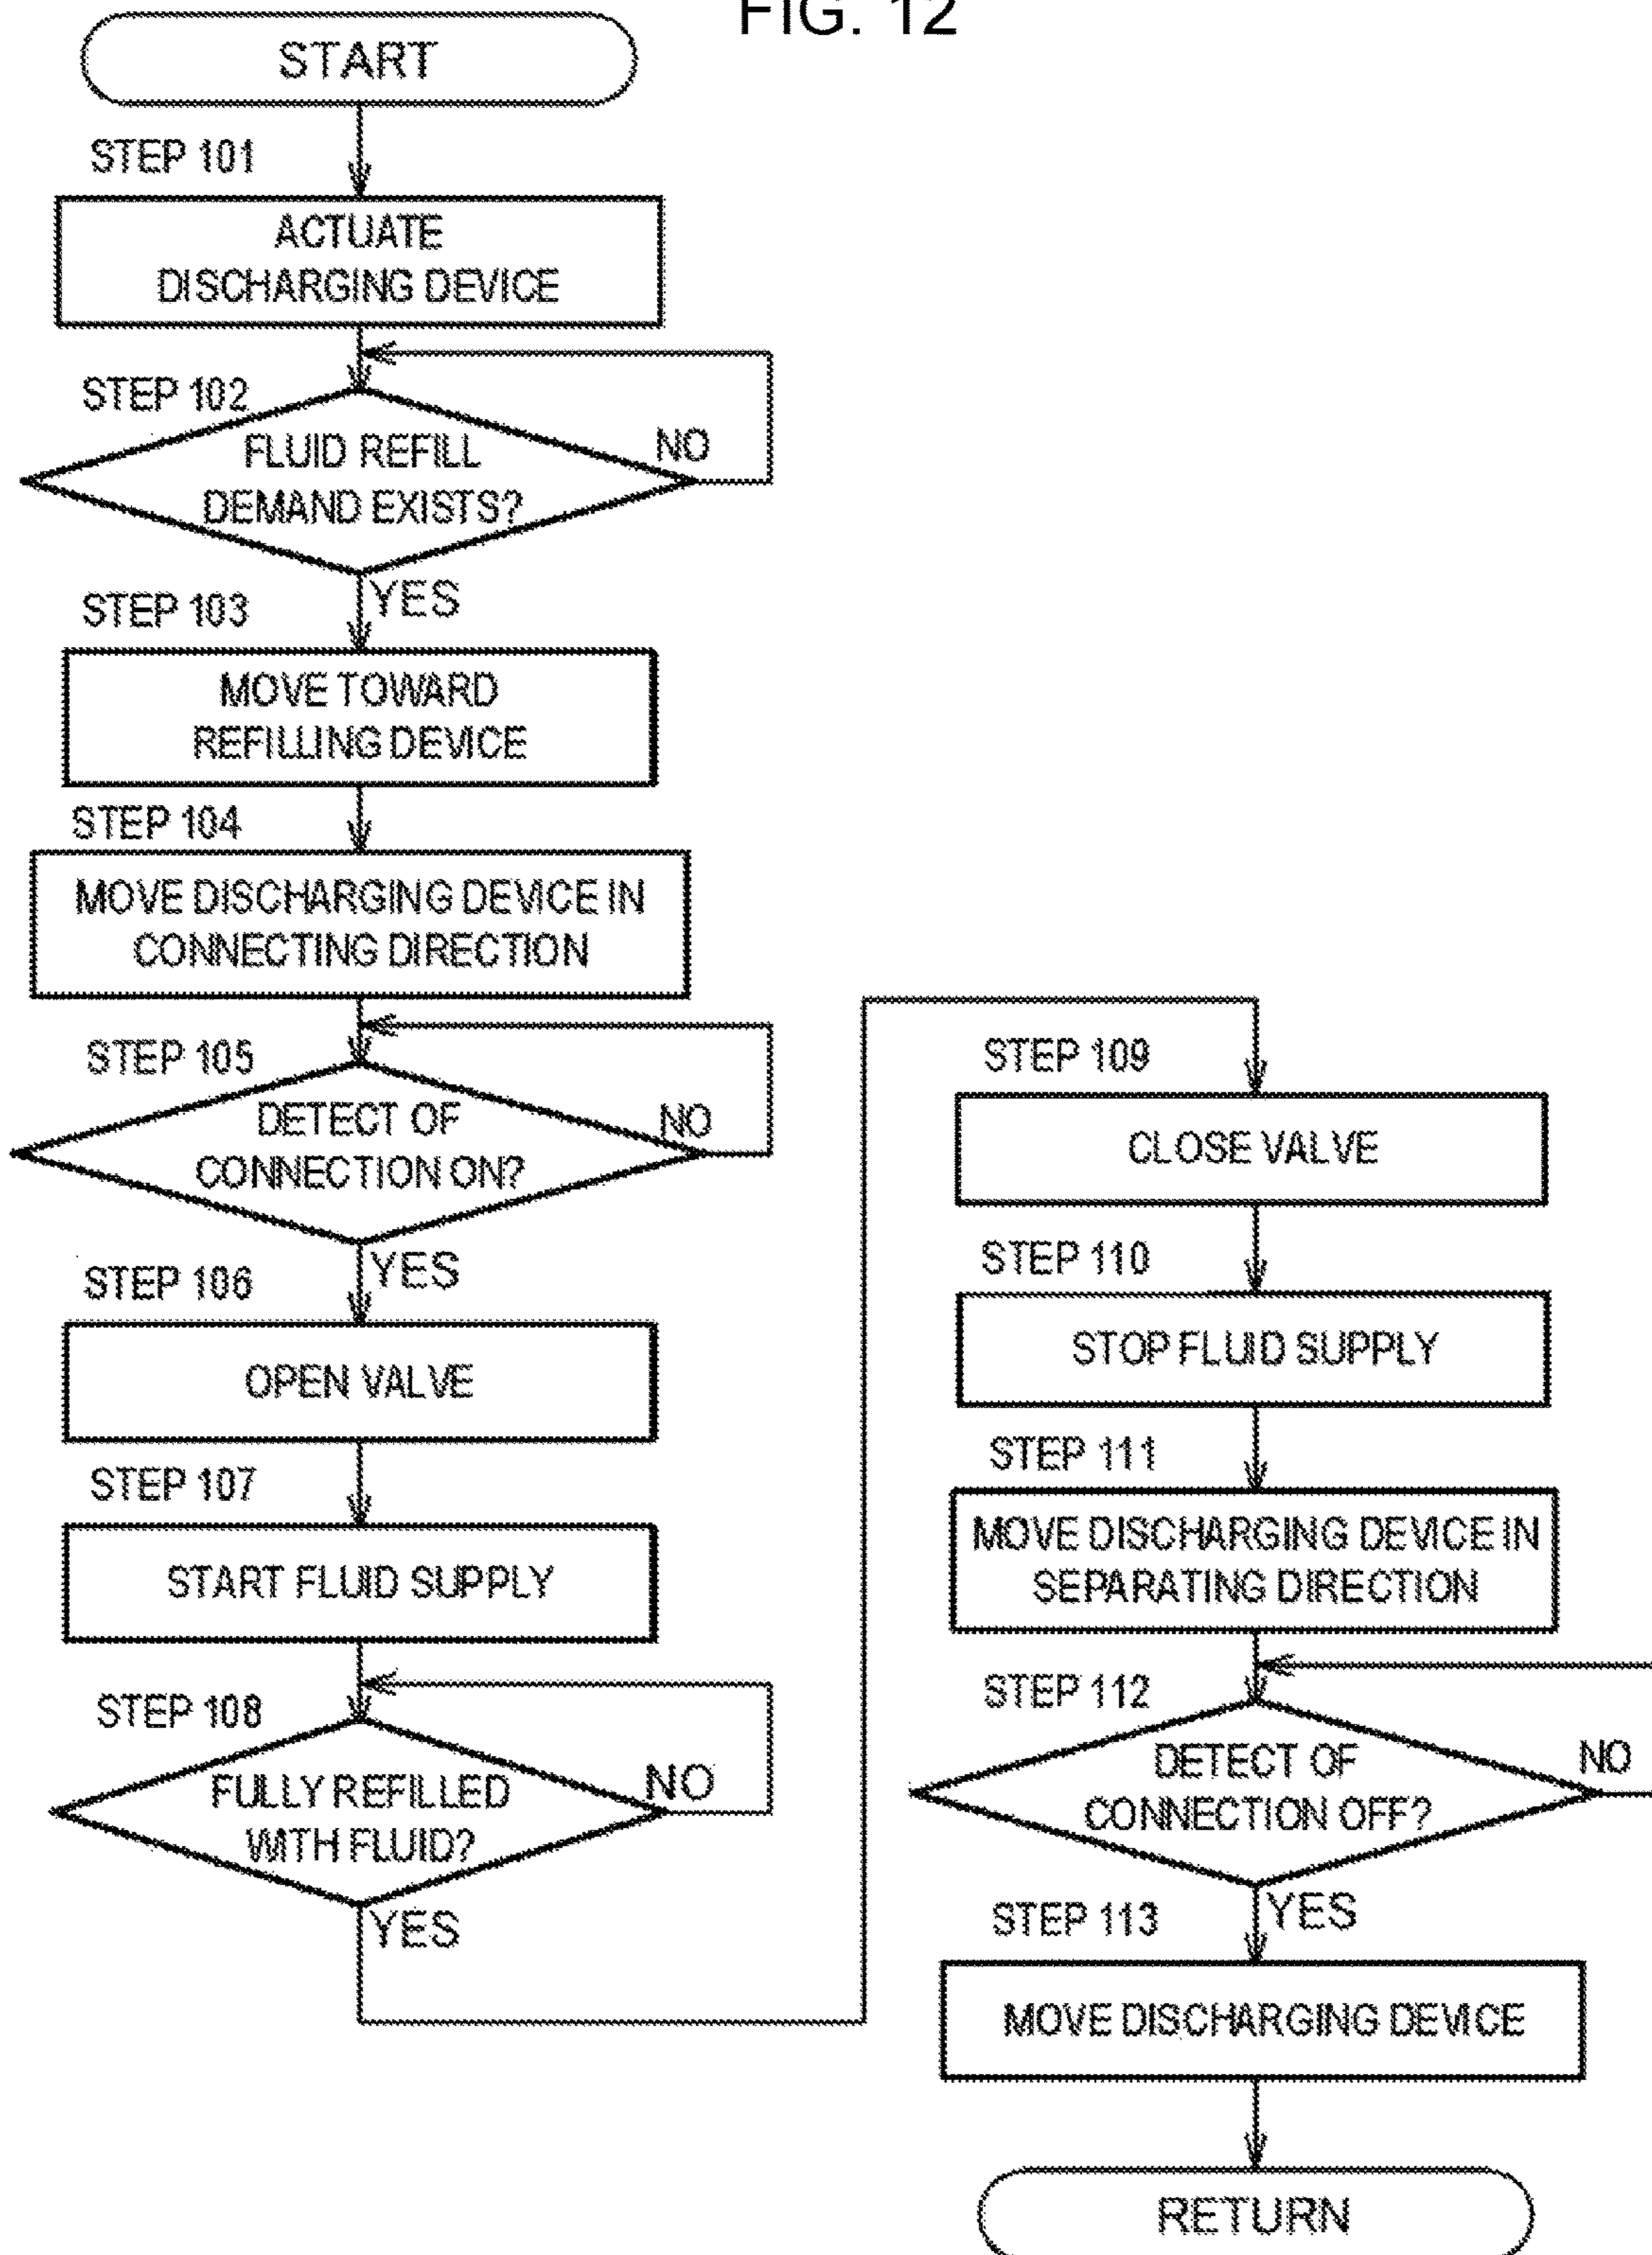 FIG. 12
START
STEP 101
ACTUATE
DISCHARGING DEVICE
STEP 102
FLUID REFILL
DEMAND EXISTS?
NO
YES
STEP 103
MOVE TOWARD
REFILLING DEVICE
STEP 104
MOVE DISCHARGING DEVICE IN
CONNECTING DIRECTION
STEP 105
DETECT OF
CONNECTION ON?
NO
YES
STEP 106
OPEN VALVE
STEP 107
START FLUID SUPPLY
STEP 108
FULLY REFILLED
WITH FLUID?
NO
YES
STEP 109
CLOSE VALVE
STEP 110
STOP FLUID SUPPLY
STEP 111
MOVE DISCHARGING DEVICE IN
SEPARATING DIRECTION
STEP 112
DETECT OF
CONNECTION OFF?
NO
YES
STEP 113
MOVE DISCHARGING DEVICE
RETURN